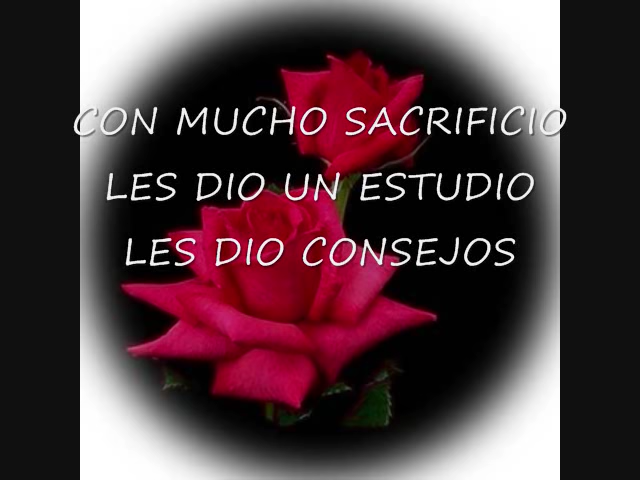 CON MUCHO SACRIFICIO
LES DIO UN ESTUDIO
LES DIO CONSEJOS